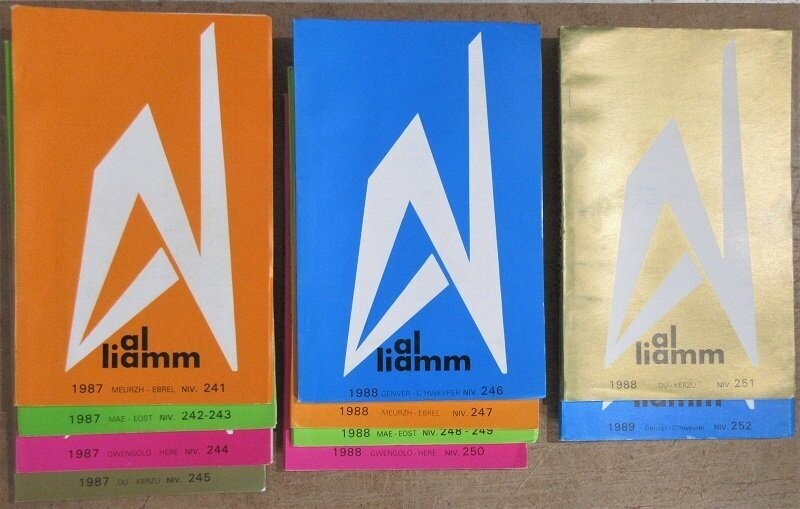 al
liamm
1987 MEURZH - EBREL NIV. 241
1987 MAE - EOST NIV. 242-243
1987 GWENGOLO - HERE NIV. 244
1987 DU - KERZU NIV. 245
al
liamm
1988 GENVER - C'HWEVRER NIV. 246
1988 MEURZH - EBREL NIV. 247
1988 MAE - EOST NIV. 248 - 249
1988 GWENGOLO - HERE NIV. 250
al
liamm
1988 DU - KERZU NIV. 251
liamm
1989 Genver - C'hwevrer NIV. 252